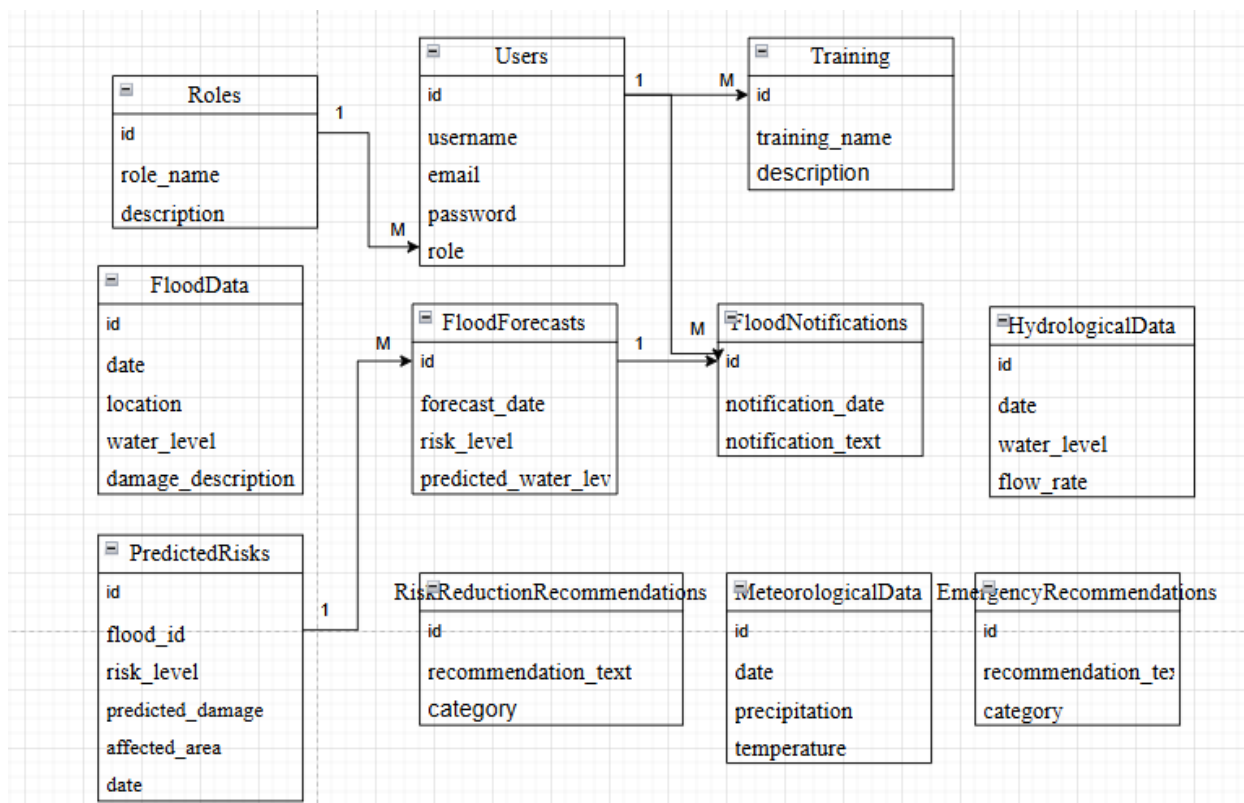 Roles
id
role_name
description
1
M
Users
id
username
email
password
role
1
M
Training
id
training_name
description
FloodData
id
date
location
water_level
damage_description
M
FloodForecasts
id
forecast_date
risk_level
predicted_water_lev
1
M
FloodNotifications
id
notification_date
notification_text
HydrologicalData
id
date
water_level
flow_rate
PredictedRisks
id
flood_id
risk_level
predicted_damage
affected_area
date
1
RiskReductionRecommendations
id
recommendation_text
category
MeteorologicalData
id
date
precipitation
temperature
EmergencyRecommendations
id
recommendation_tex
category